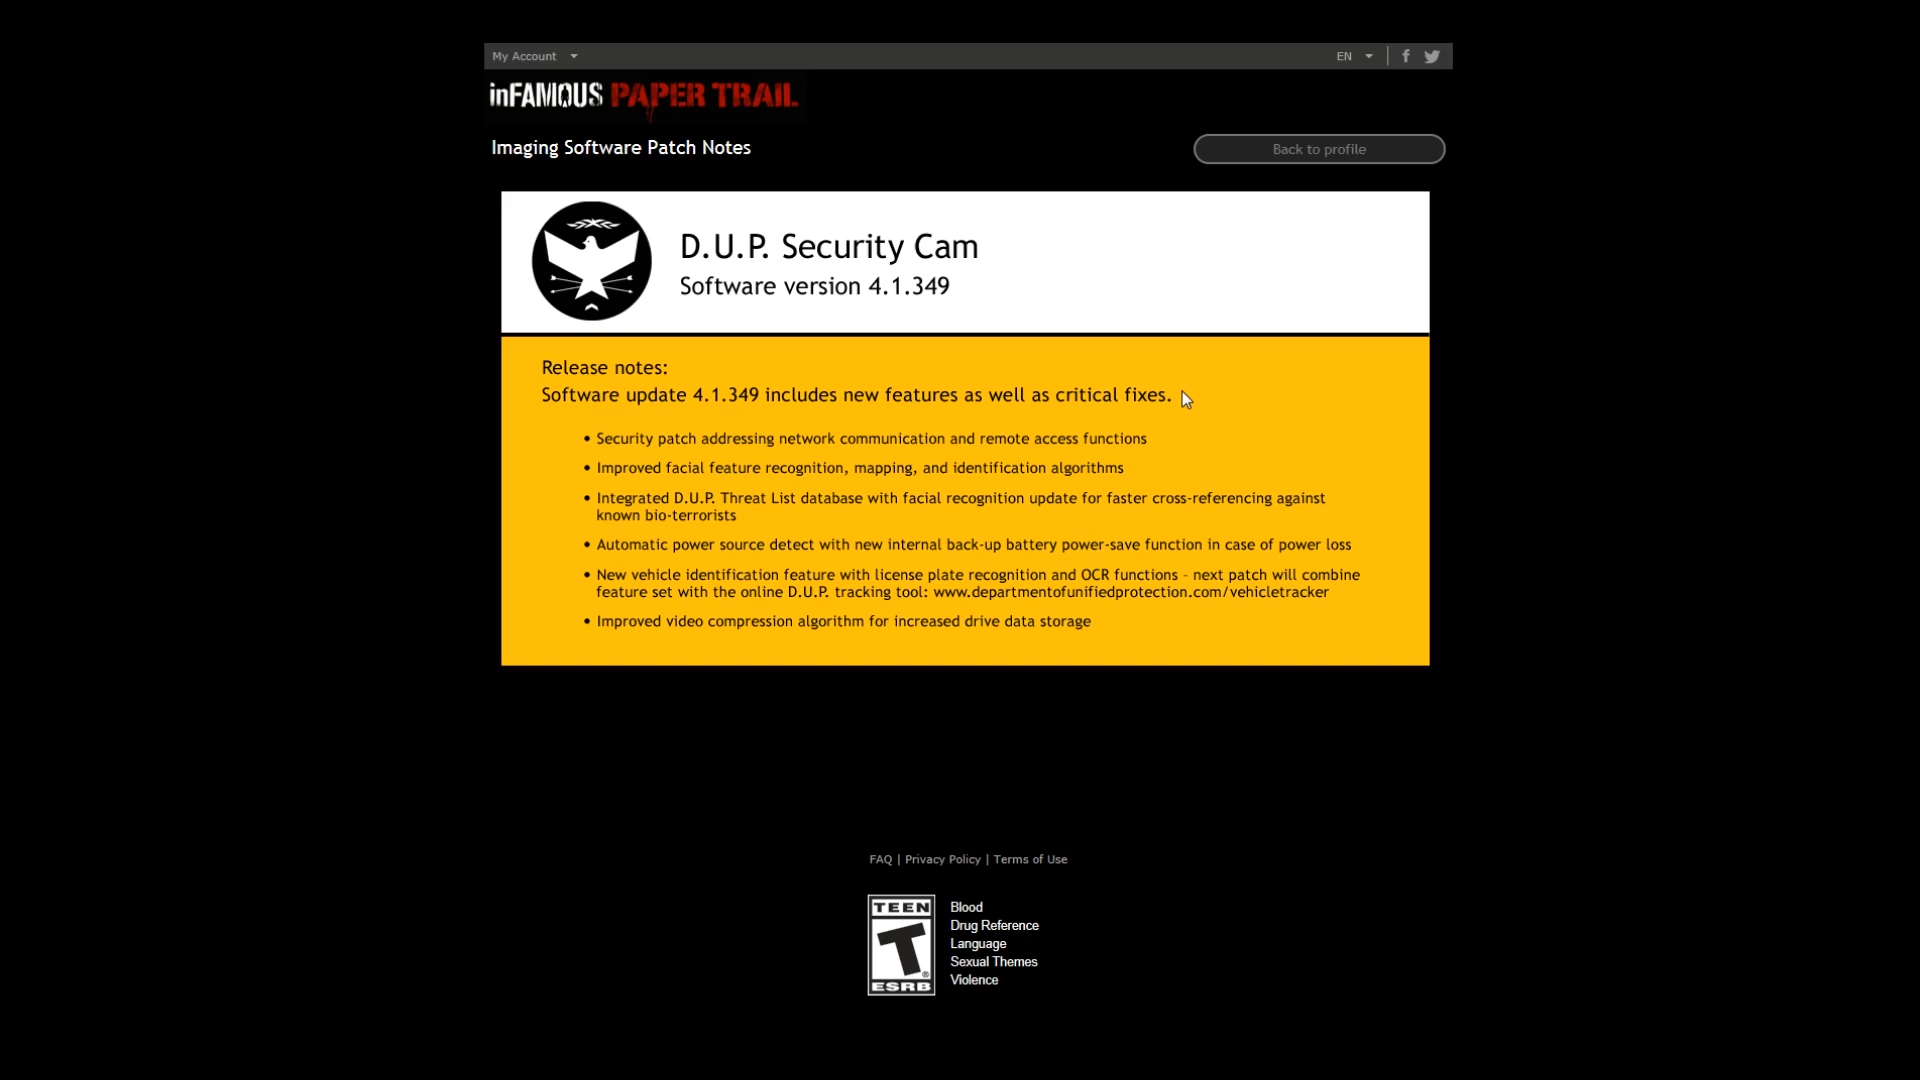 My Account
EN
inFAMOUS PAPER TRAIL
Imaging Software Patch Notes
Back to profile
D.U.P. Security Cam
Software version 4.1.349
Release notes:
Software update 4.1.349 includes new features as well as critical fixes.
• Security patch addressing network communication and remote access functions
• Improved facial feature recognition, mapping, and identification algorithms
• Integrated D.U.P. Threat List database with facial recognition update for faster cross-referencing against
known bio-terrorists
• Automatic power source detect with new internal back-up battery power-save function in case of power loss
• New vehicle identification feature with license plate recognition and OCR functions - next patch will combine
feature set with the online D.U.P. tracking tool: www.departmentofunifiedprotection.com/vehicletracker
• Improved video compression algorithm for increased drive data storage
FAQ | Privacy Policy | Terms of Use
TEEN
T
ESRB
Blood
Drug Reference
Language
Sexual Themes
Violence